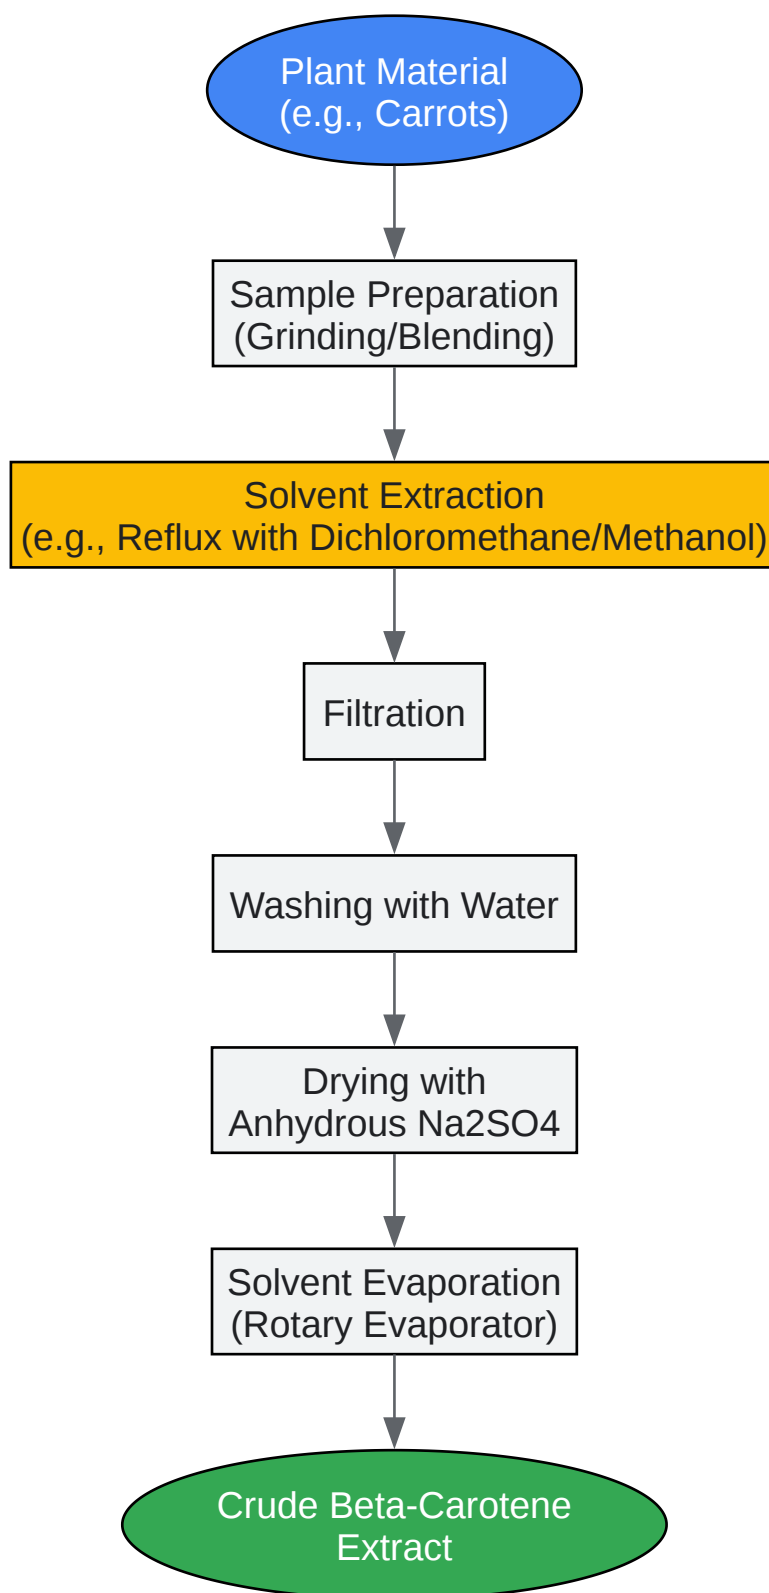 Plant Material
(e.g., Carrots)
Sample Preparation
(Grinding/Blending)
Solvent Extraction
(e.g., Reflux with Dichloromethane/Methanol)
Filtration
Washing with Water
Drying with
Anhydrous Na2SO4
Solvent Evaporation
(Rotary Evaporator)
Crude Beta-Carotene
Extract